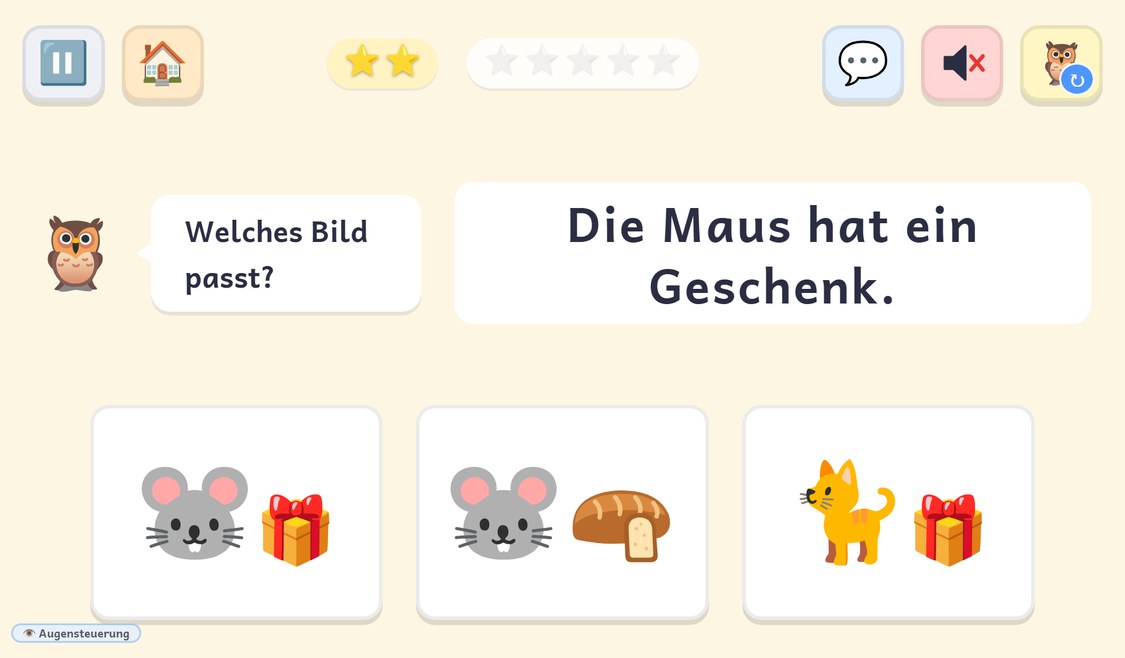 Welches Bild
passt?
Die Maus hat ein
Geschenk.
Augensteuerung